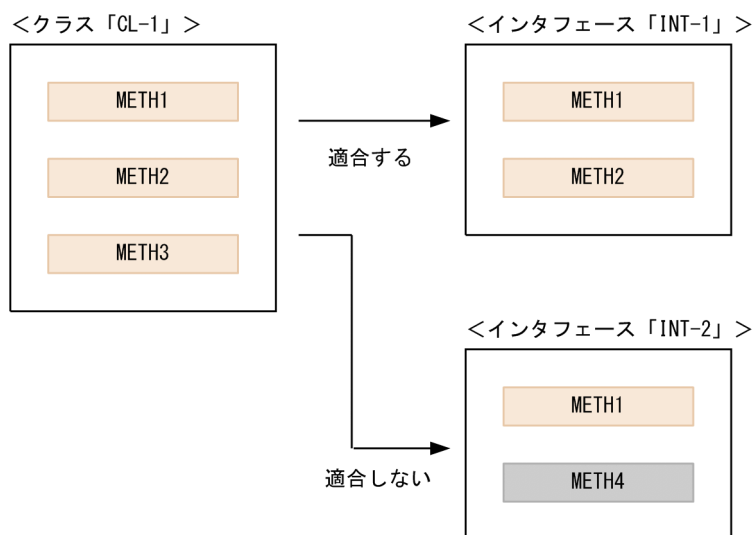 ＜クラス「CL-1」＞
METH1
METH2
METH3
適合する
適合しない
＜インタフェース「INT-1」＞
METH1
METH2
＜インタフェース「INT-2」＞
METH1
METH4